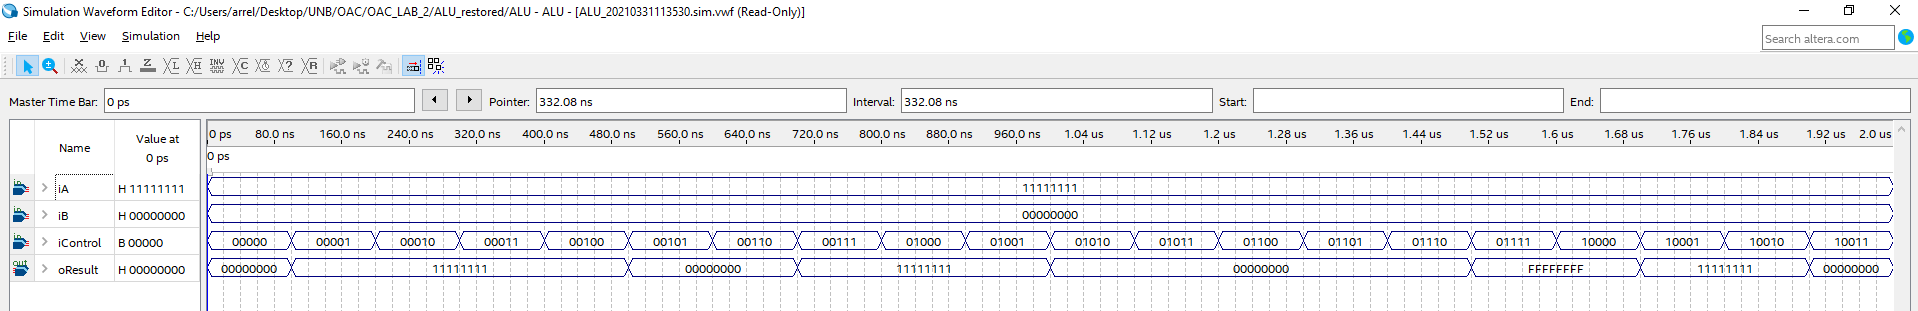 Simulation Waveform Editor - C:/Users/arrel/Desktop/UNB/OAC/OAC_LAB_2/ALU_restored/ALU - ALU - [ALU_20210331113530.sim.vwf (Read-Only)]
File Edit View Simulation Help
Search altera.com
Master Time Bar: 0 ps Pointer: 332.08 ns Interval: 332.08 ns Start: End:
Name Value at 0 ps
0 ps 80.0 ns 160.0 ns 240.0 ns 320.0 ns 400.0 ns 480.0 ns 560.0 ns 640.0 ns 720.0 ns 800.0 ns 880.0 ns 960.0 ns 1.04 us 1.12 us 1.2 us 1.28 us 1.36 us 1.44 us 1.52 us 1.6 us 1.68 us 1.76 us 1.84 us 1.92 us 2.0 us
0 ps
in iA H 11111111 11111111
in iB H 00000000 00000000
in iControl B 00000 00000 00001 00010 00011 00100 00101 00110 00111 01000 01001 01010 01011 01100 01101 01110 01111 10000 10001 10010 10011
out oResult H 00000000 00000000 11111111 00000000 11111111 00000000 FFFFFFFF 11111111 00000000